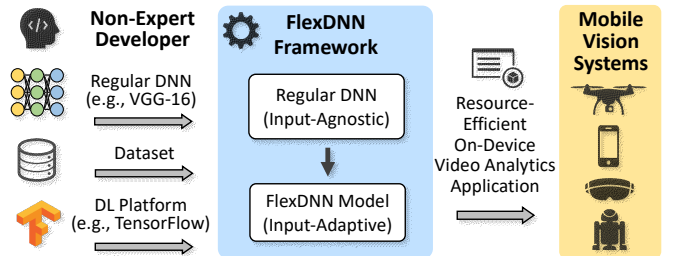 Non-Expert
Developer
Regular DNN
(e.g., VGG-16)
Dataset
DL Platform
(e.g., TensorFlow)
FlexDNN
Framework
Regular DNN
(Input-Agnostic)
FlexDNN Model
(Input-Adaptive)
Resource-
Efficient
On-Device
Video Analytics
Application
Mobile
Vision
Systems